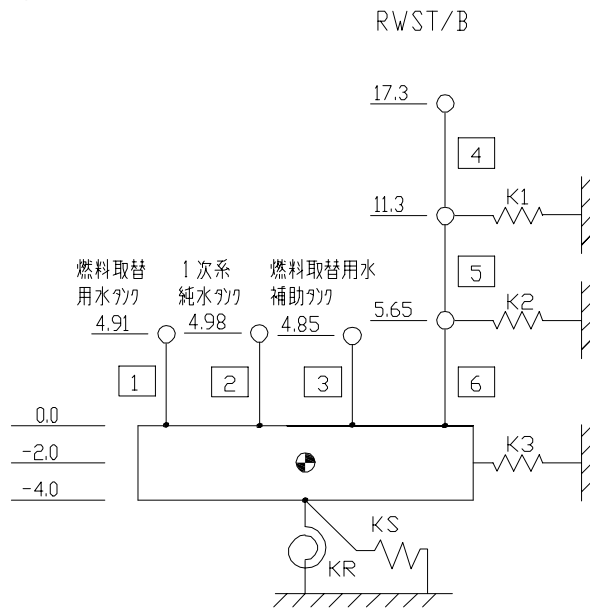 RWST/B
17.3
4
11.3
K1
5
燃料取替
用水タンク
4.91
1次系
純水タンク
4.98
燃料取替用水
補助タンク
4.85
5.65
K2
1
2
3
6
0.0
-2.0
K3
-4.0
KS
KR